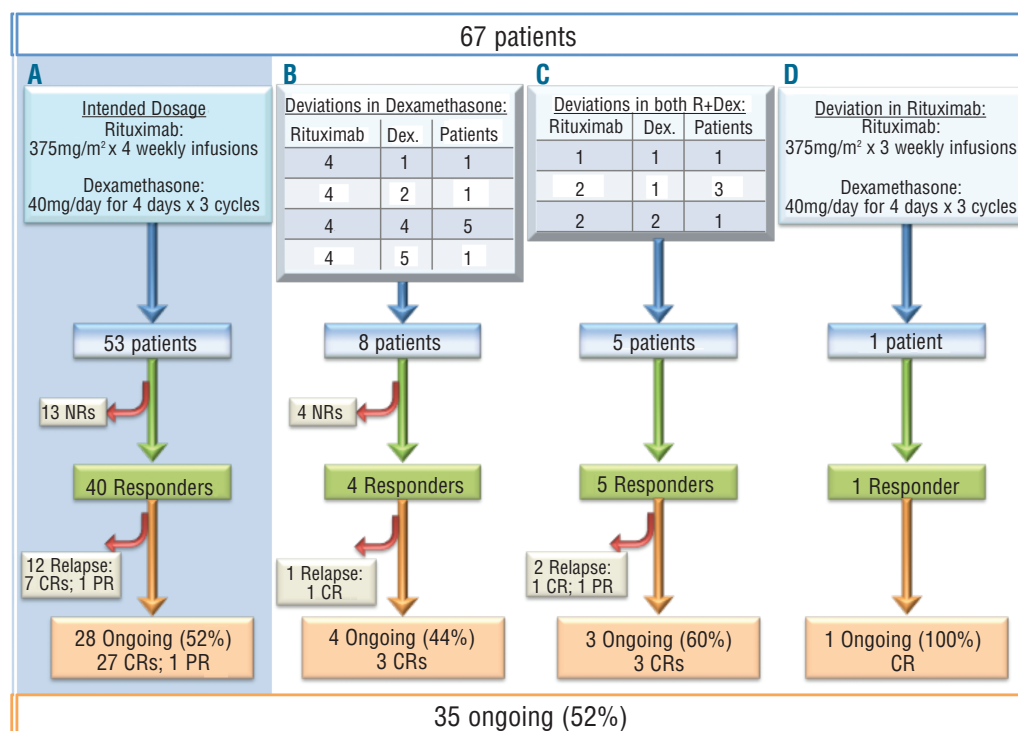 67 patients
A
Intended Dosage
Rituximab:
375mg/m² x 4 weekly infusions
Dexamethasone:
40mg/day for 4 days x 3 cycles
53 patients
13 NRs
40 Responders
12 Relapse:
7 CRs; 1 PR
28 Ongoing (52%)
27 CRs; 1 PR
B
Deviations in Dexamethasone:
Rituximab Dex. Patients
4 1 1
4 2 1
4 4 5
4 5 1
8 patients
4 NRs
4 Responders
1 Relapse:
1 CR
4 Ongoing (44%)
3 CRs
C
Deviations in both R+Dex:
Rituximab Dex. Patients
1 1 1
2 1 3
2 2 1
5 patients
5 Responders
2 Relapse:
1 CR; 1 PR
3 Ongoing (60%)
3 CRs
D
Deviation in Rituximab:
Rituximab:
375mg/m² x 3 weekly infusions
Dexamethasone:
40mg/day for 4 days x 3 cycles
1 patient
1 Responder
1 Ongoing (100%)
CR
35 ongoing (52%)